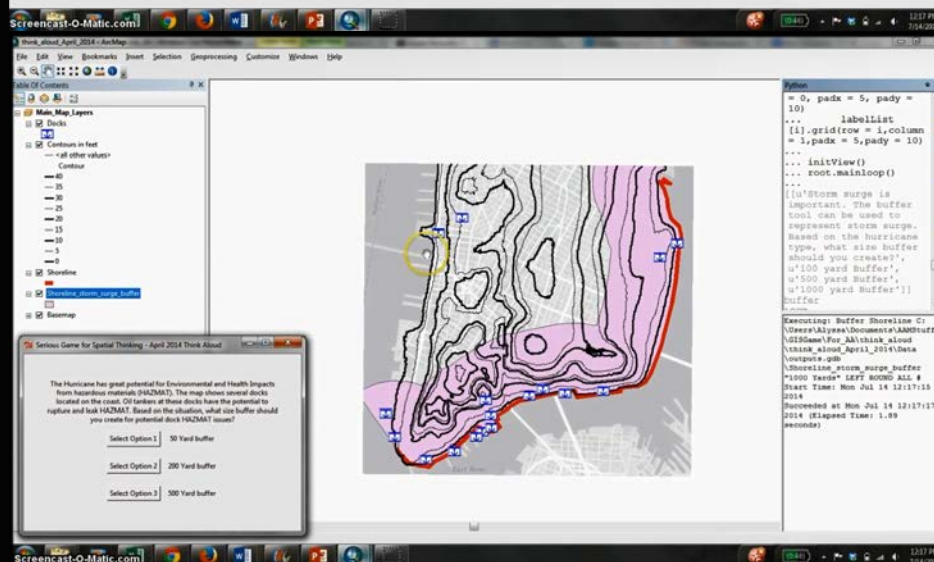 Screencast-O-Matic.com
12:17 PM
7/14/20
think_aloud_April_2014 - ArcMap
File Edit View Bookmarks Insert Selection Geoprocessing Customize Windows Help
Table Of Contents
Main_Map_Layers
Docks
Contours in feet
<all other values>
Contour
40
35
30
25
20
15
10
5
0
Shoreline
Shoreline_storm_surge_buffer
Basemap
Serious Game for Spatial Thinking - April 2014 Think Aloud
The Hurricane has great potential for Environmental and Health Impacts
from hazardous materials (HAZMAT). The map shows several docks
located on the coast. Oil tankers at these docks have the potential to
rupture and leak HAZMAT. Based on the situation, what size buffer should
you create for potential dock HAZMAT issues?
Select Option 1 50 Yard buffer
Select Option 2 200 Yard buffer
Select Option 3 500 Yard buffer
East River
Python
= 0, padx = 5, pady =
10)
... labelList
[i].grid(row = i,column
= 1,padx = 5,pady = 10)
...
... initView()
... root.mainloop()
...
[[u'Storm surge is
important. The buffer
tool can be used to
represent storm surge.
Based on the hurricane
type, what size buffer
should you create?',
u'100 yard Buffer',
u'500 yard Buffer',
u'1000 yard Buffer']]
buffer
Executing: Buffer Shoreline C:
\Users\Alyssa\Documents\AAMStuff
\GISGame\For_AA\think_aloud
\think_aloud_April_2014\Data
\outputs.gdb
\Shoreline_storm_surge_buffer
"1000 Yards" LEFT ROUND ALL #
Start Time: Mon Jul 14 12:17:15
2014
Succeeded at Mon Jul 14 12:17:17
2014 (Elapsed Time: 1.89
seconds)
Screencast-O-Matic.com
12:17 PM